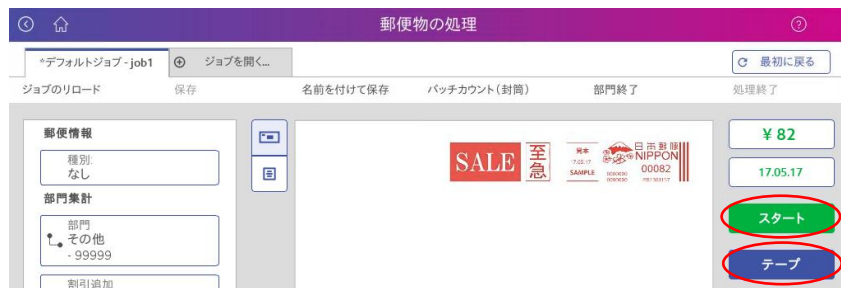 郵便物の処理
*デフォルトジョブ - job1
ジョブを開く...
最初に戻る
ジョブのリロード
保存
名前を付けて保存
バッチカウント(封筒)
部門終了
処理終了
郵便情報
種別:
なし
部門集計
部門
その他
- 99999
割引追加
SALE
至急
見本
17.05.17
SAMPLE
NIPPON
00082
¥ 82
17.05.17
スタート
テープ